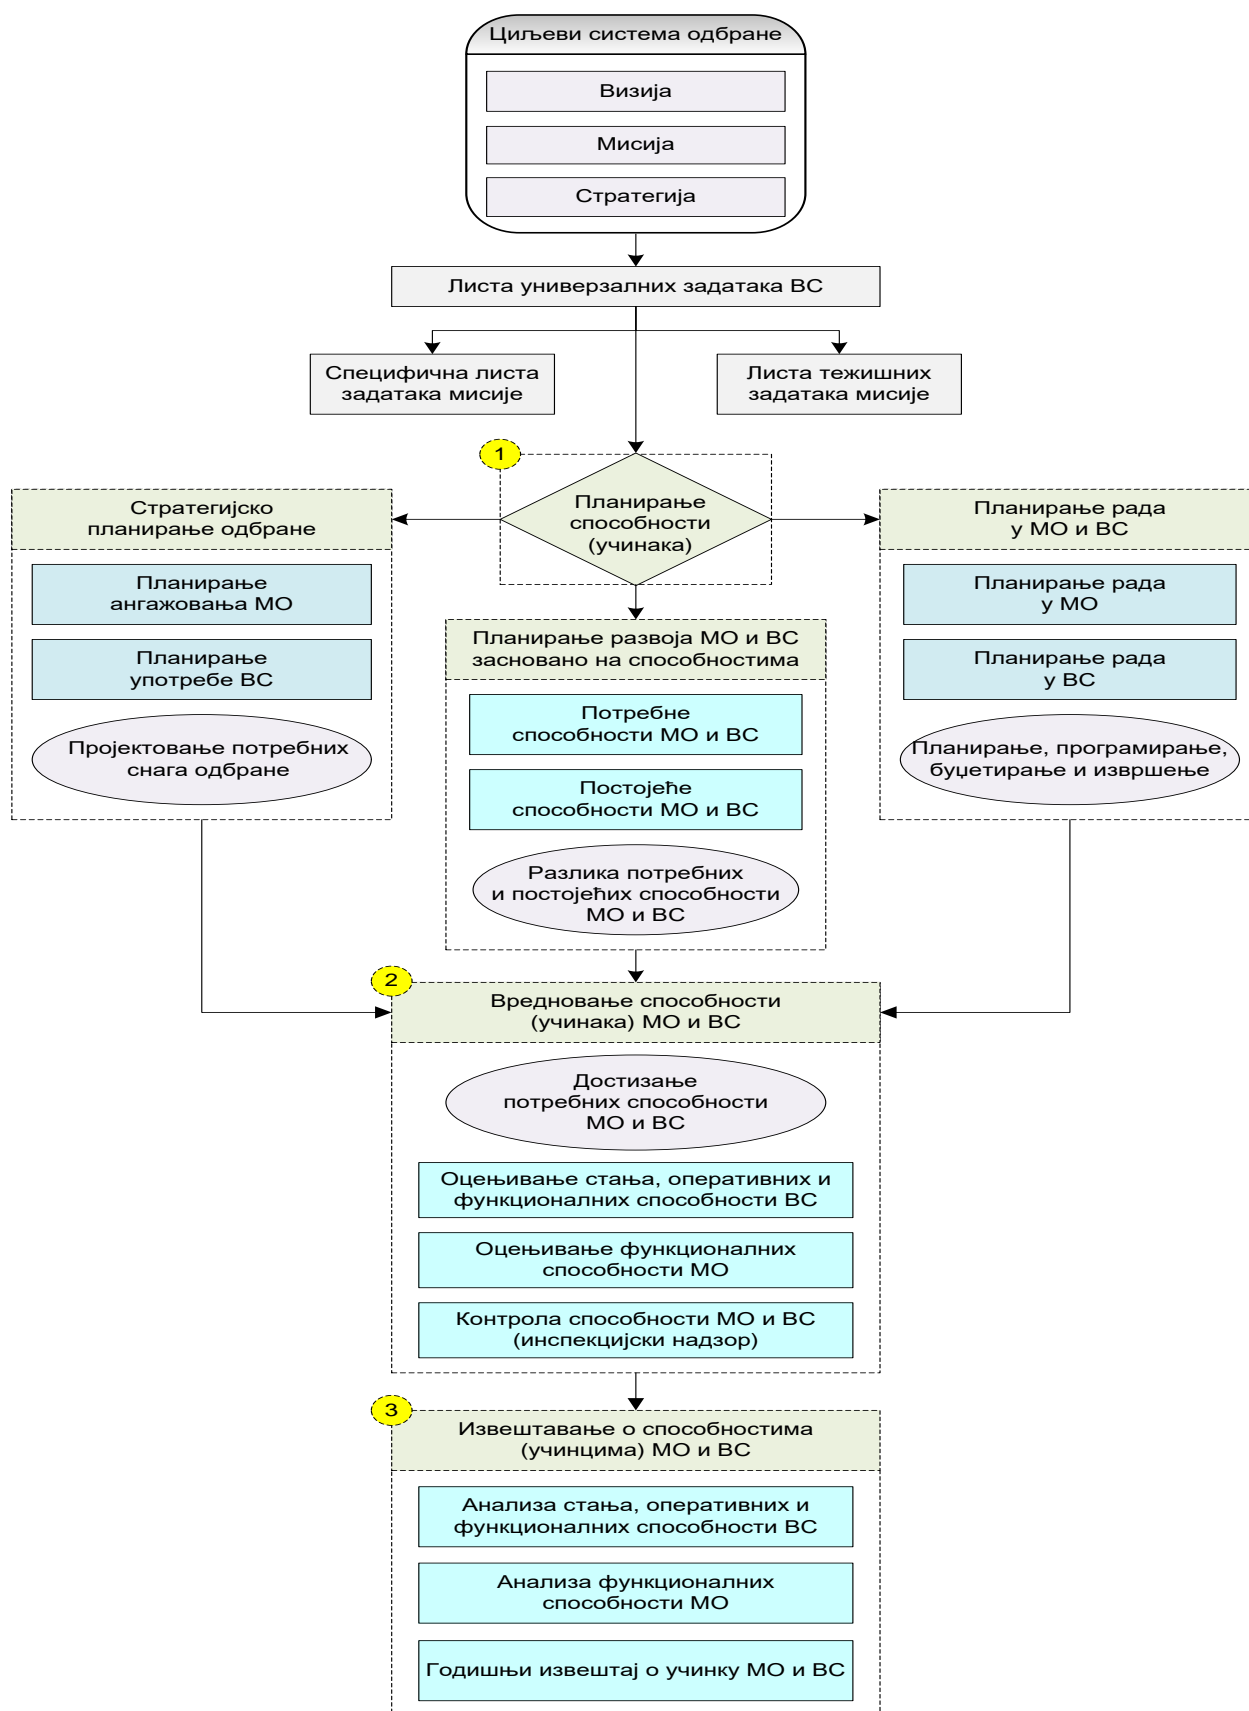 Циљеви система одбране
Визија
Мисија
Стратегија
Листа универзалних задатака ВС
Специфична листа
задатака мисије
Листа тежишних
задатака мисије
1
Планирање
способности
(учинака)
Стратегијско
планирање одбране
Планирање
ангажовања МО
Планирање
употребе ВС
Пројектовање потребних
снага одбране
Планирање развоја МО и ВС
засновано на способностима
Потребне
способности МО и ВС
Постојеће
способности МО и ВС
Разлика потребних
и постојећих способности
МО и ВС
Планирање рада
у МО и ВС
Планирање рада
у МО
Планирање рада
у ВС
Планирање, програмирање,
буџетирање и извршење
2
Вредновање способности
(учинака) МО и ВС
Достизање
потребних способности
МО и ВС
Оцењивање стања, оперативних и
функционалних способности ВС
Оцењивање функционалних
способности МО
Контрола способности МО и ВС
(инспекцијски надзор)
3
Извештавање о способностима
(учинцима) МО и ВС
Анализа стања, оперативних и
функционалних способности ВС
Анализа функционалних
способности МО
Годишњи извештај о учинку МО и ВС